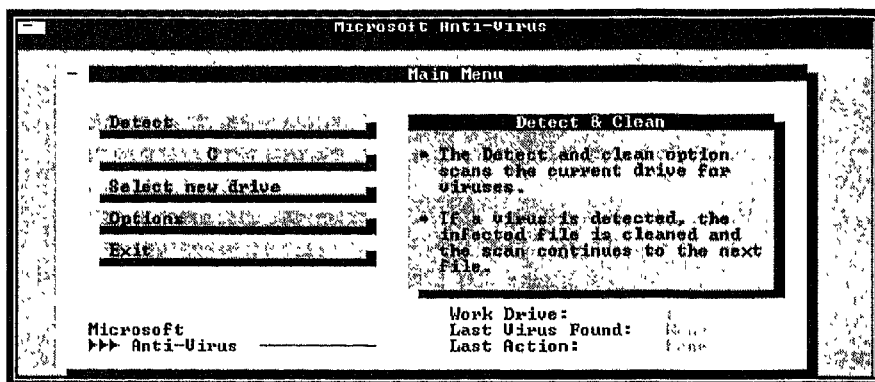 Microsoft Anti-Virus
Main Menu
Detect
C
Select new drive
Options
Exit
Detect & Clean
• The Detect and clean option
scans the current drive for
viruses.
• If a virus is detected, the
infected file is cleaned and
the scan continues to the next
file.
Microsoft
▶▶▶ Anti-Virus
Work Drive:
Last Virus Found: None
Last Action: None